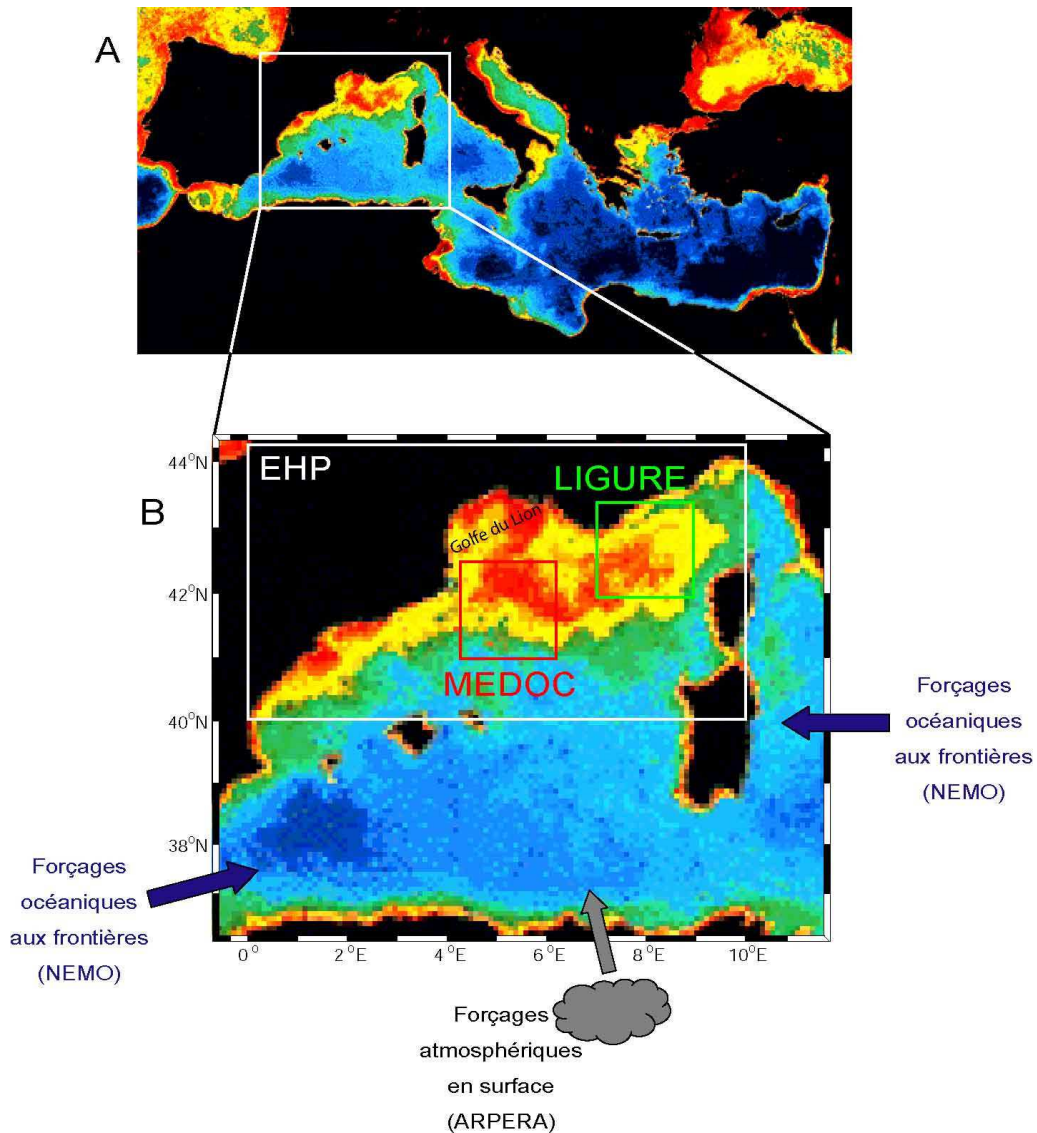 A
B
44°N
42°N
40°N
38°N
0°
2°E
4°E
6°E
8°E
10°E
EHP
LIGURE
Golfe du Lion
MEDOC
Forçages
océaniques
aux frontières
(NEMO)
Forçages
océaniques
aux frontières
(NEMO)
Forçages
atmosphériques
en surface
(ARPERA)